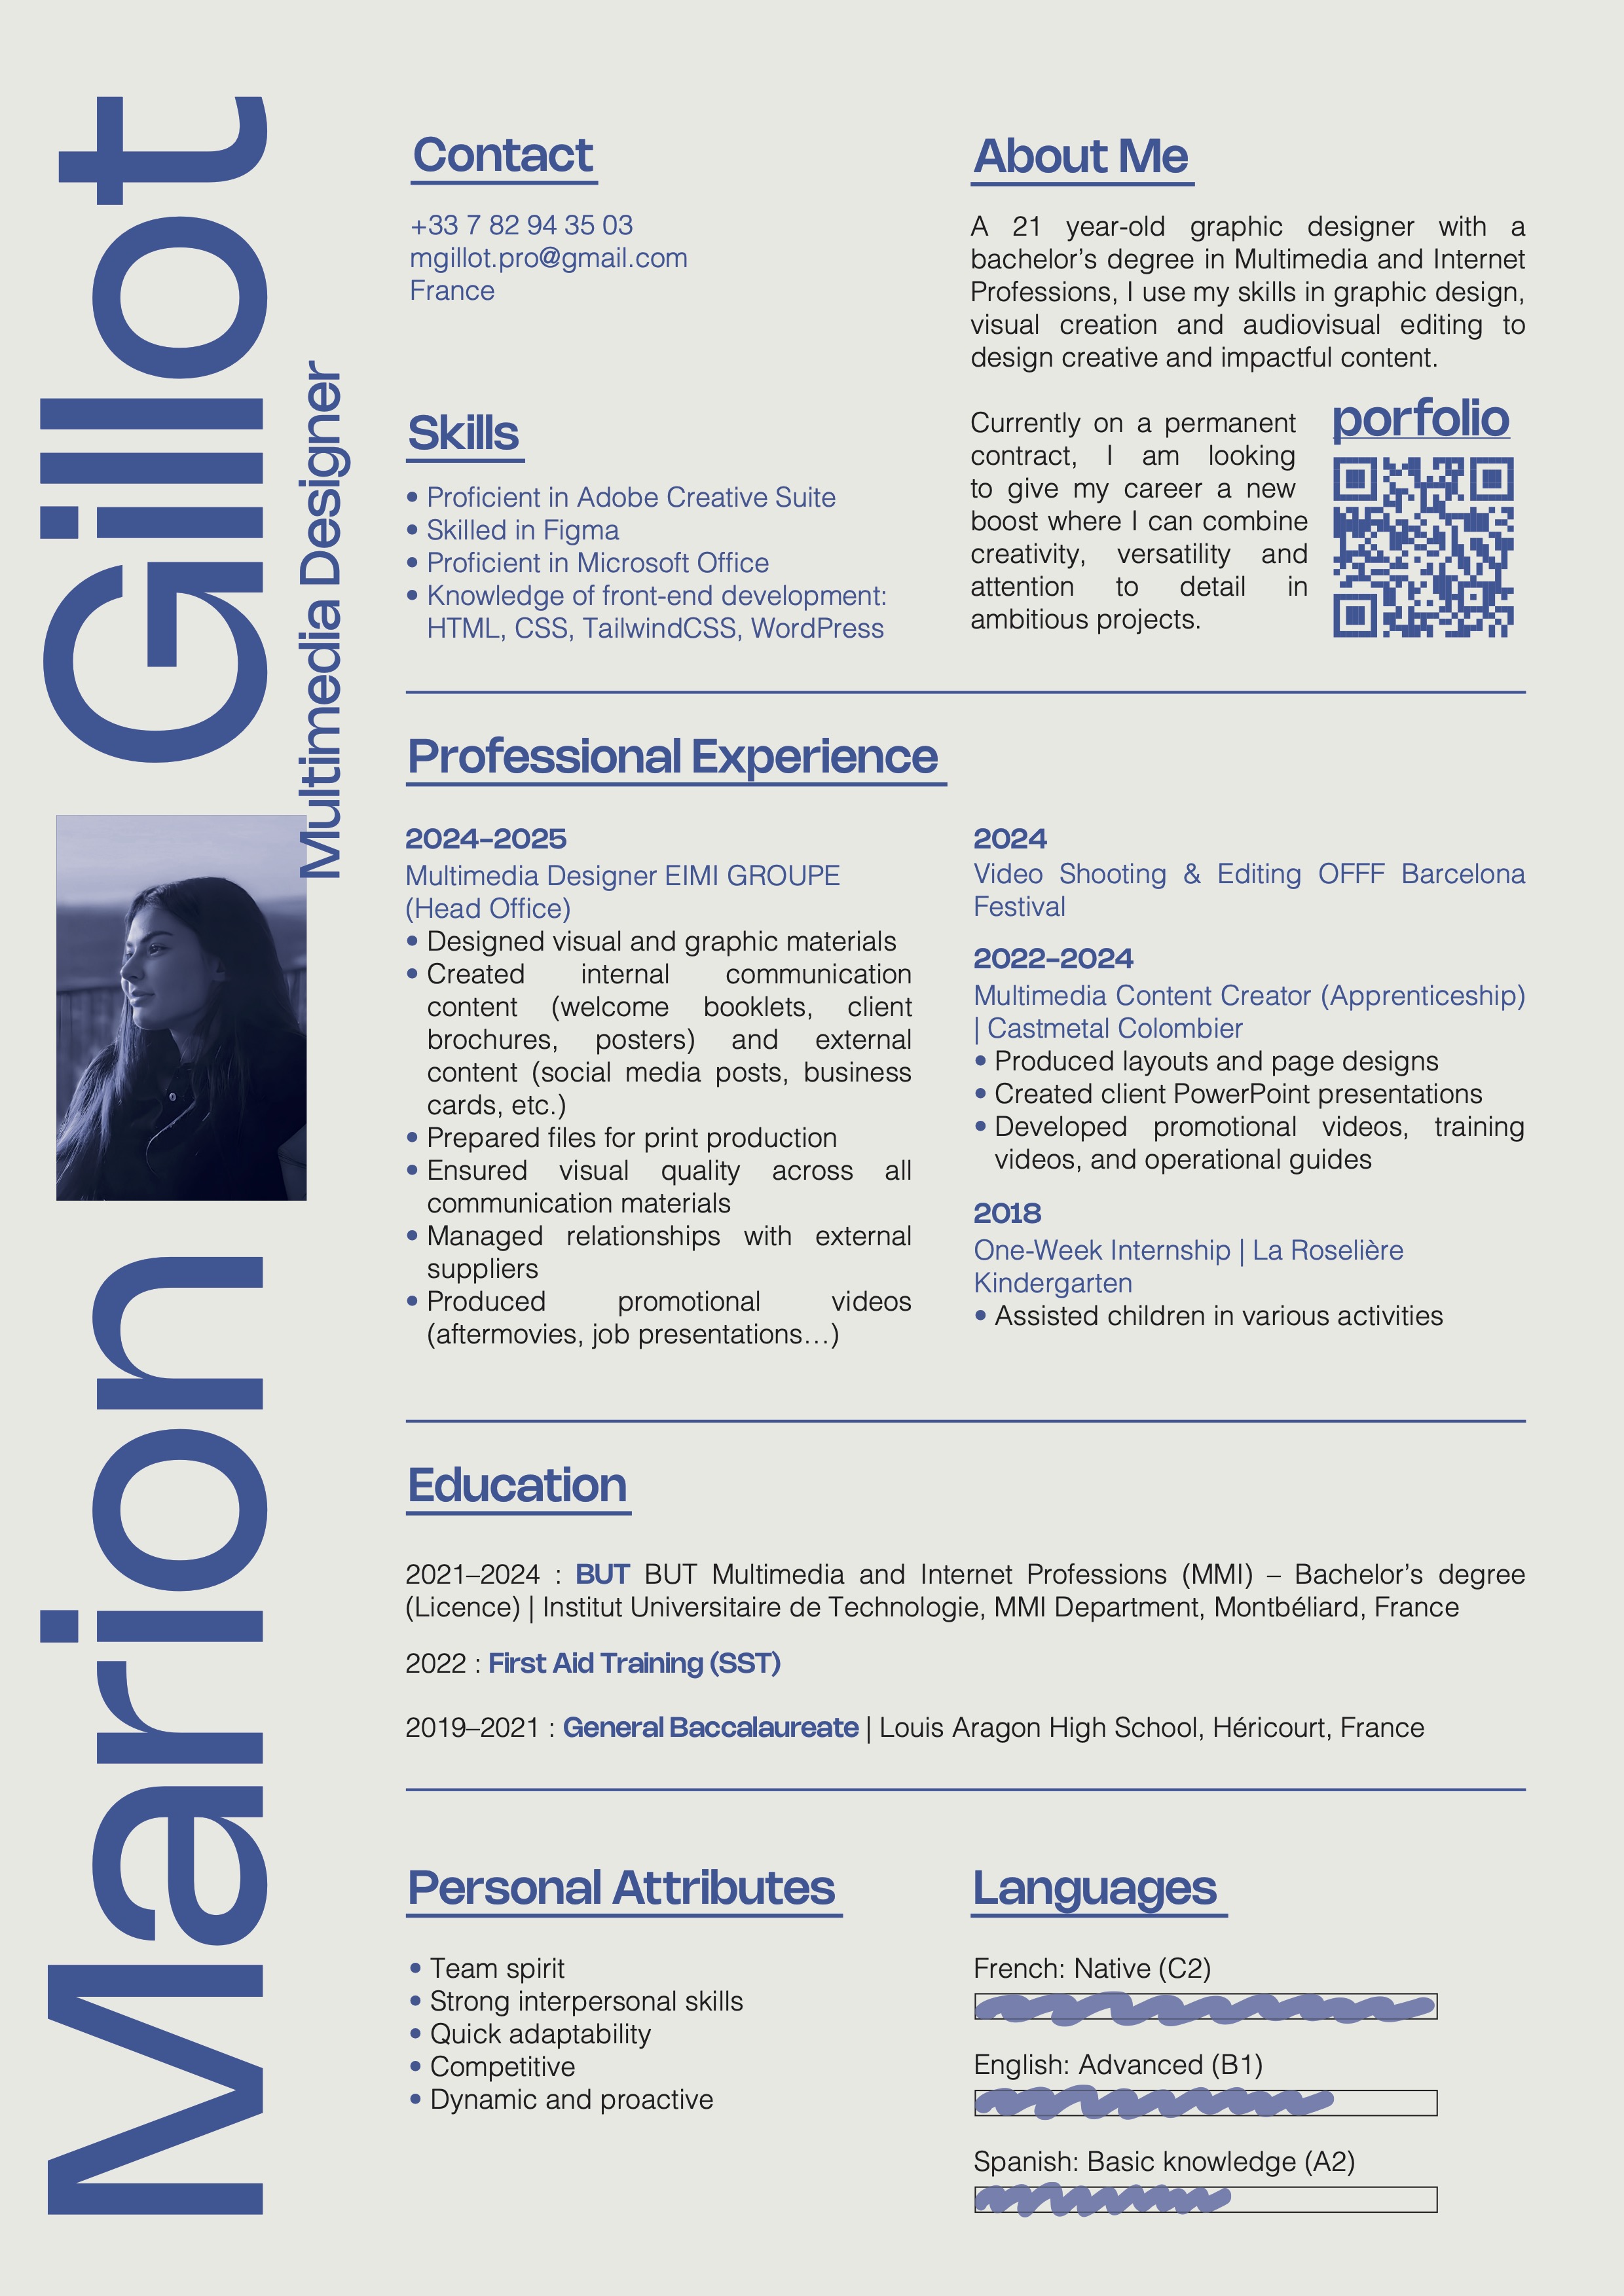 Marion Gillot
Multimedia Designer
Contact
+33 7 82 94 35 03
mgillot.pro@gmail.com
France
Skills
• Proficient in Adobe Creative Suite
• Skilled in Figma
• Proficient in Microsoft Office
• Knowledge of front-end development:
HTML, CSS, TailwindCSS, WordPress
About Me
A 21 year-old graphic designer with a
bachelor’s degree in Multimedia and Internet
Professions, I use my skills in graphic design,
visual creation and audiovisual editing to
design creative and impactful content.
Currently on a permanent
contract, I am looking
to give my career a new
boost where I can combine
creativity, versatility and
attention to detail in
ambitious projects.
porfolio
Professional Experience
2024-2025
Multimedia Designer EIMI GROUPE
(Head Office)
• Designed visual and graphic materials
• Created internal communication
content (welcome booklets, client
brochures, posters) and external
content (social media posts, business
cards, etc.)
• Prepared files for print production
• Ensured visual quality across all
communication materials
• Managed relationships with external
suppliers
• Produced promotional videos
(aftermovies, job presentations…)
2024
Video Shooting & Editing OFFF Barcelona
Festival
2022-2024
Multimedia Content Creator (Apprenticeship)
| Castmetal Colombier
• Produced layouts and page designs
• Created client PowerPoint presentations
• Developed promotional videos, training
videos, and operational guides
2018
One-Week Internship | La Roselière
Kindergarten
• Assisted children in various activities
Education
2021–2024 : BUT BUT Multimedia and Internet Professions (MMI) – Bachelor’s degree
(Licence) | Institut Universitaire de Technologie, MMI Department, Montbéliard, France
2022 : First Aid Training (SST)
2019–2021 : General Baccalaureate | Louis Aragon High School, Héricourt, France
Personal Attributes
• Team spirit
• Strong interpersonal skills
• Quick adaptability
• Competitive
• Dynamic and proactive
Languages
French: Native (C2)
English: Advanced (B1)
Spanish: Basic knowledge (A2)